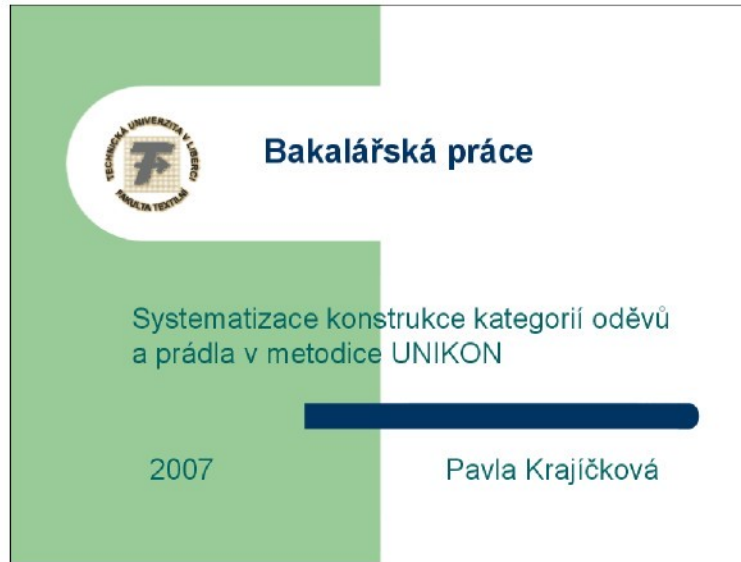 TECHNICKÁ UNIVERZITA V LIBERCI
FAKULTA TEXTILNÍ
Bakalářská práce
Systematizace konstrukce kategorií oděvů
a prádla v metodice UNIKON
2007
Pavla Krajíčková